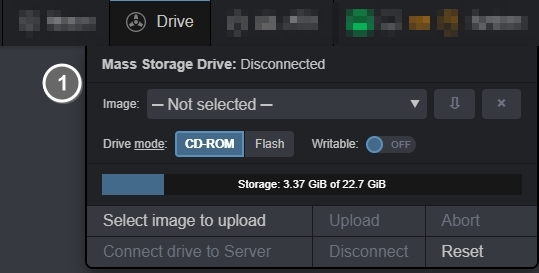 Drive
Mass Storage Drive: Disconnected
1
Image: — Not selected —
Drive mode: CD-ROM Flash Writable: OFF
Storage: 3.37 GiB of 22.7 GiB
Select image to upload Upload Abort
Connect drive to Server Disconnect Reset